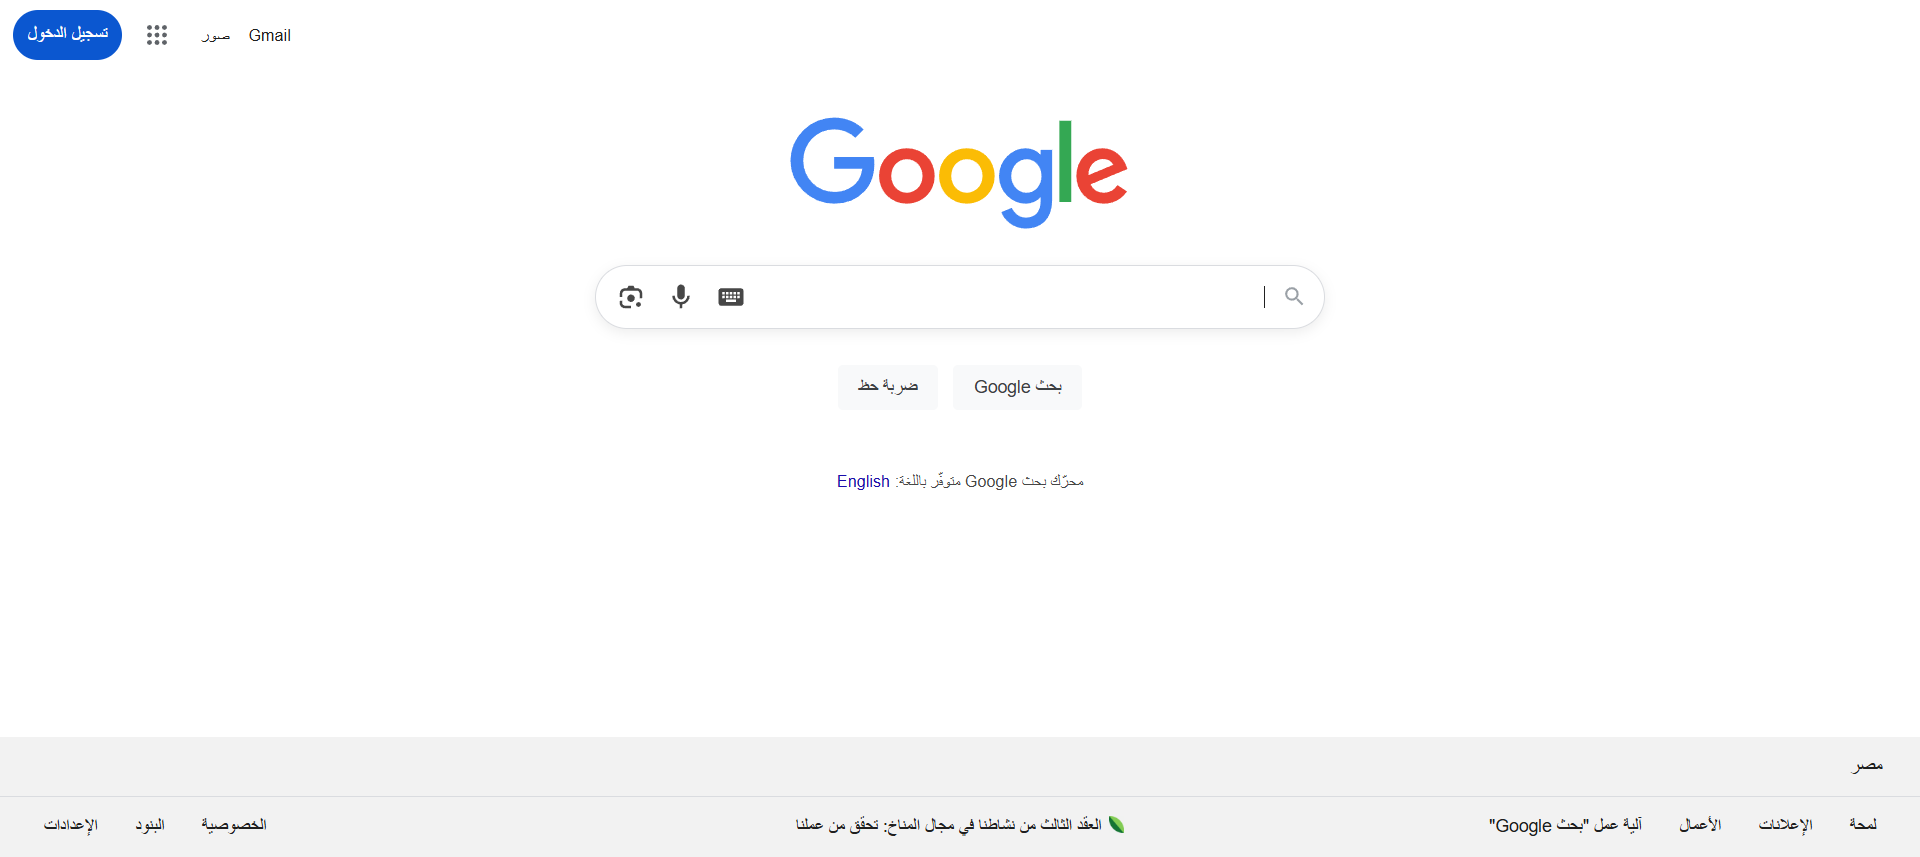 Gmail
صور
تسجيل الدخول
Google
بحث Google
ضربة حظ
محرّك بحث Google متوفّر باللغة: English
مصر
لمحة
الإعلانات
الأعمال
آلية عمل "بحث Google"
العقد الثالث من نشاطنا في مجال المناخ: تحقّق من عملنا
الخصوصية
البنود
الإعدادات